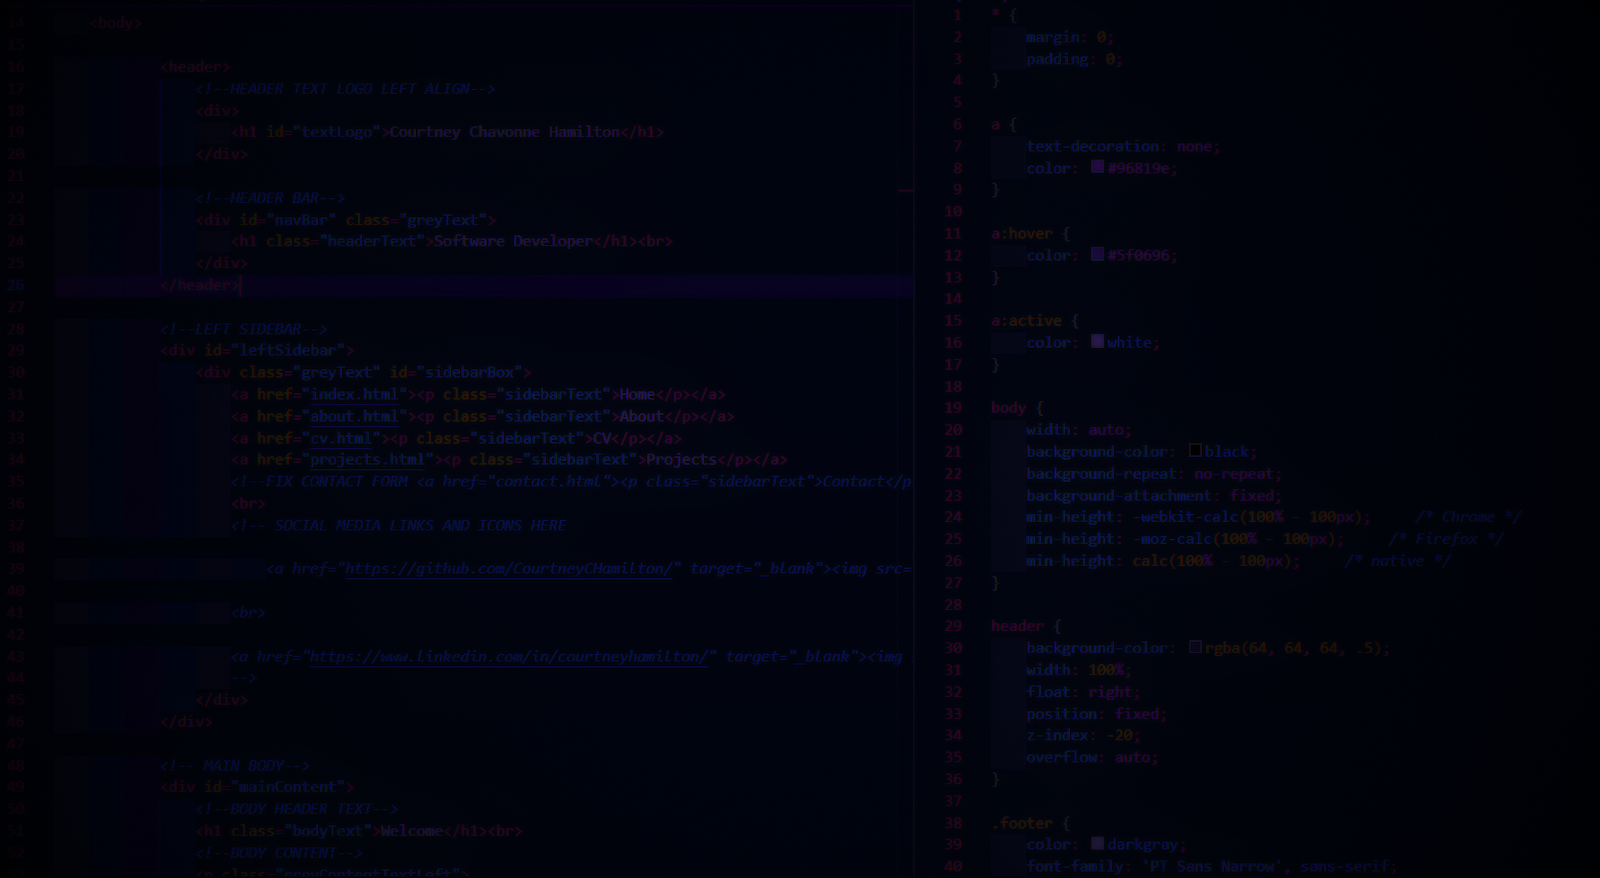 14 <body>
15
16 <header>
17 <!--HEADER TEXT LOGO LEFT ALIGN-->
18 <div>
19 <h1 id="textLogo">Courtney Chavonne Hamilton</h1>
20 </div>
21
22 <!--HEADER BAR-->
23 <div id="navBar" class="greyText">
24 <h1 class="headerText">Software Developer</h1><br>
25 </div>
26 </header>
27
28 <!--LEFT SIDEBAR-->
29 <div id="leftSidebar">
30 <div class="greyText" id="sidebarBox">
31 <a href="index.html"><p class="sidebarText">Home</p></a>
32 <a href="about.html"><p class="sidebarText">About</p></a>
33 <a href="cv.html"><p class="sidebarText">CV</p></a>
34 <a href="projects.html"><p class="sidebarText">Projects</p></a>
35 <!--FIX CONTACT FORM <a href="contact.html"><p class="sidebarText">Contact</p
36 <br>
37 <!-- SOCIAL MEDIA LINKS AND ICONS HERE
38
39 <a href="https://github.com/CourtneyCHamilton/" target="_blank"><img src=
40
41 <br>
42
43 <a href="https://www.linkedin.com/in/courtneyhamilton/" target="_blank"><img
44 -->
45 </div>
46 </div>
47
48 <!-- MAIN BODY-->
49 <div id="mainContent">
50 <!--BODY HEADER TEXT-->
51 <h1 class="bodyText">Welcome</h1><br>
52 <!--BODY CONTENT-->
<p class="greyContentTextLeft">
1 * {
2 margin: 0;
3 padding: 0;
4 }
5
6 a {
7 text-decoration: none;
8 color: #96819e;
9 }
10
11 a:hover {
12 color: #5f0696;
13 }
14
15 a:active {
16 color: white;
17 }
18
19 body {
20 width: auto;
21 background-color: black;
22 background-repeat: no-repeat;
23 background-attachment: fixed;
24 min-height: -webkit-calc(100% - 100px); /* Chrome */
25 min-height: -moz-calc(100% - 100px); /* Firefox */
26 min-height: calc(100% - 100px); /* native */
27 }
28
29 header {
30 background-color: rgba(64, 64, 64, .5);
31 width: 100%;
32 float: right;
33 position: fixed;
34 z-index: -20;
35 overflow: auto;
36 }
37
38 .footer {
39 color: darkgray;
40 font-family: 'PT Sans Narrow', sans-serif;